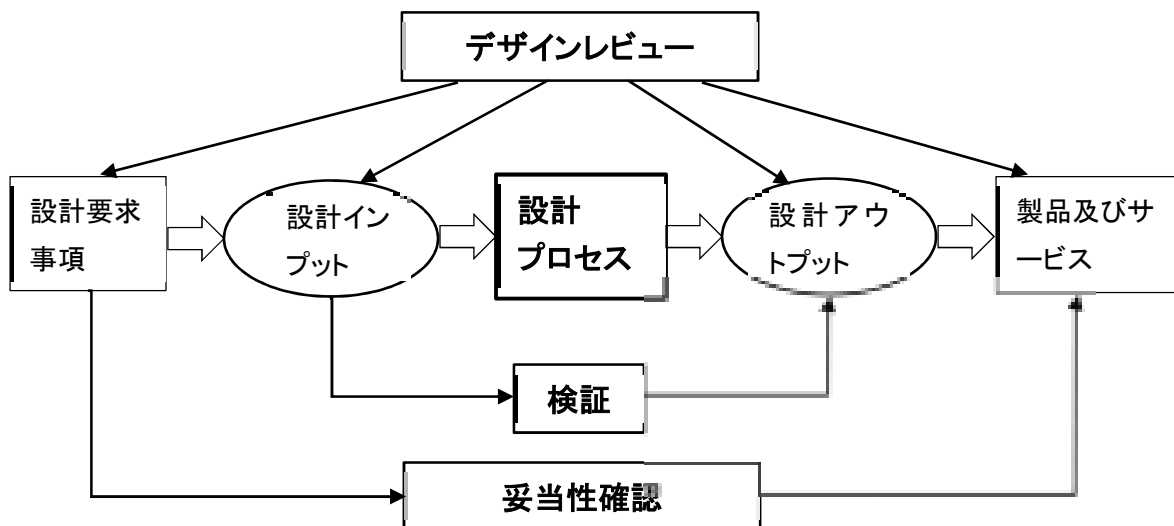 デザインレビュー
設計要求
事項
設計イン
プット
設計
プロセス
設計アウ
トプット
製品及びサ
ービス
検証
妥当性確認